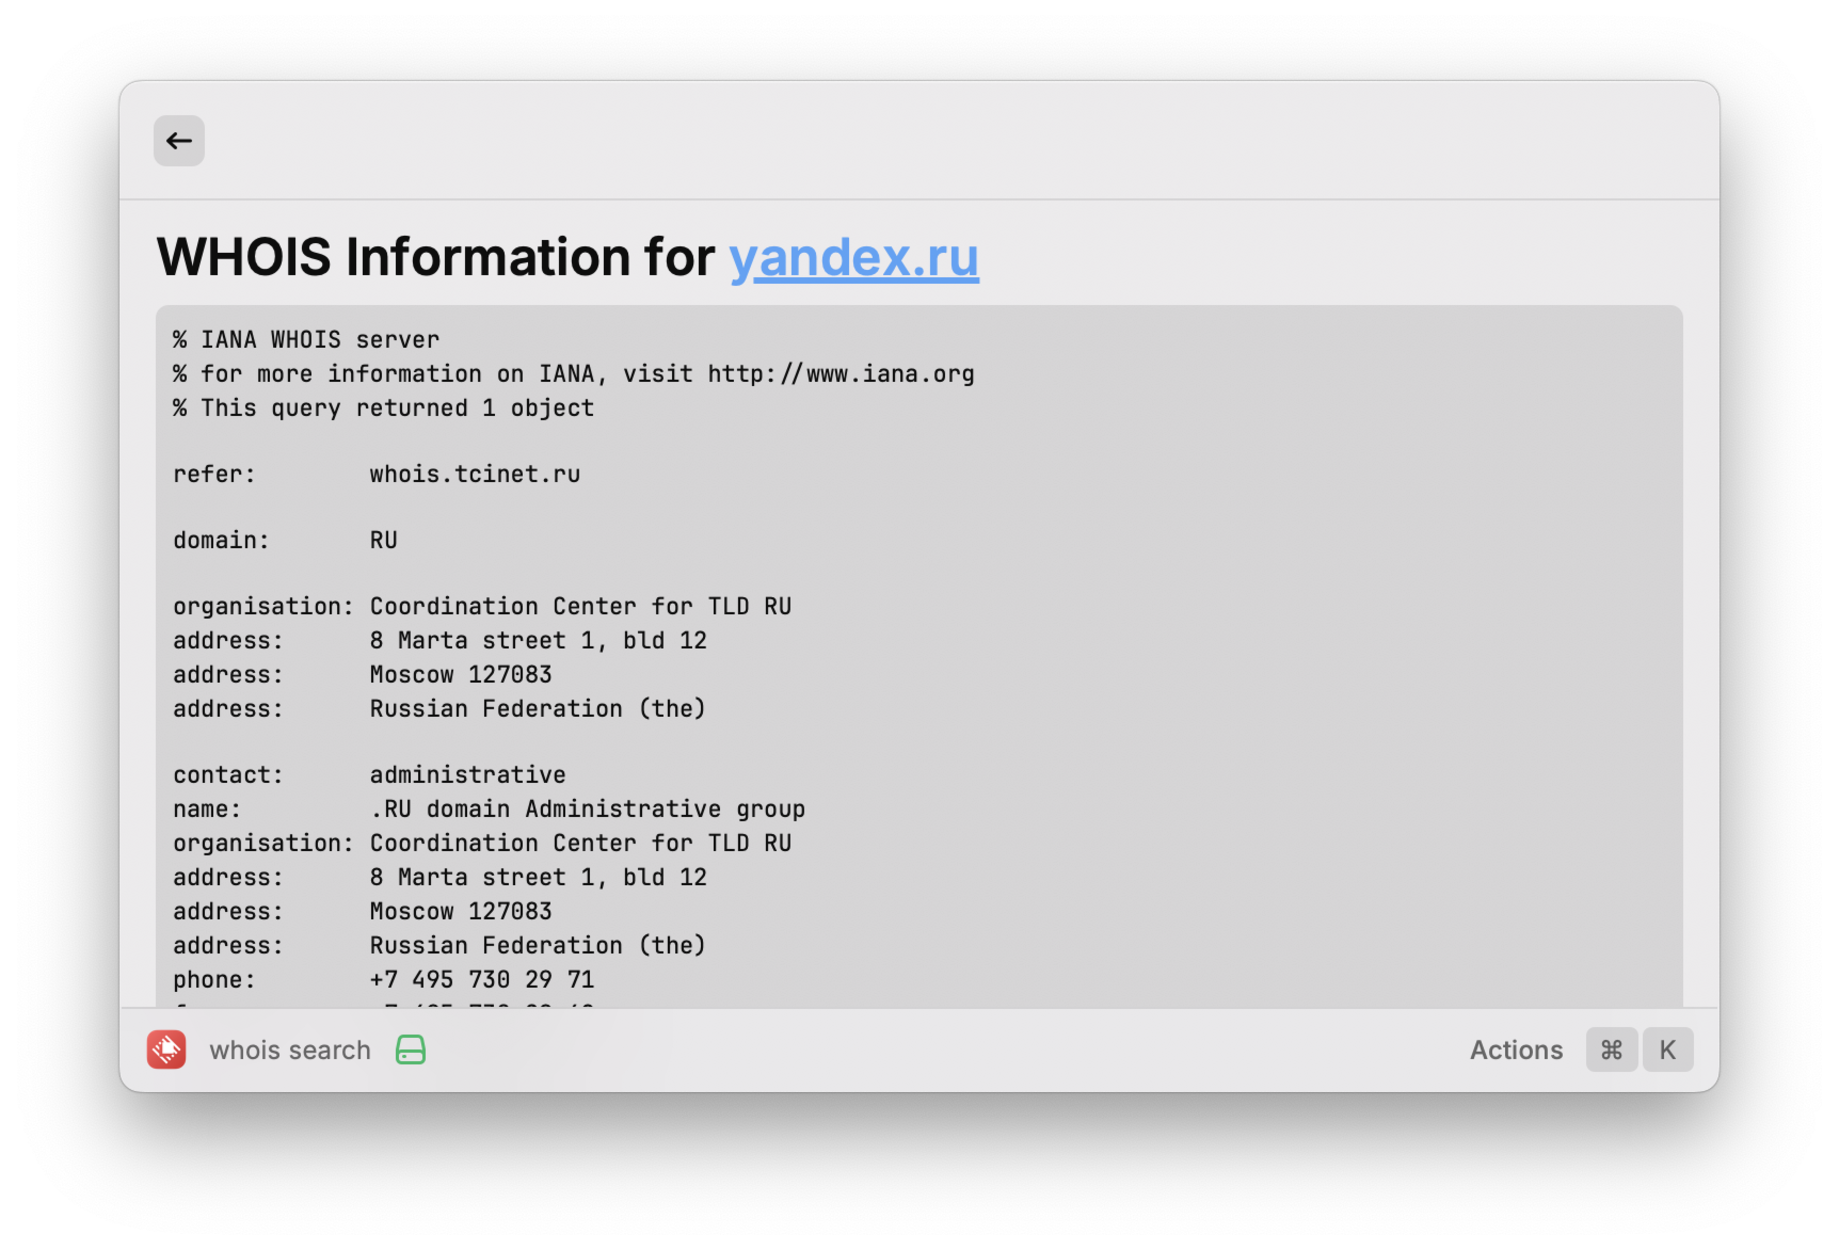 WHOIS Information for yandex.ru
% IANA WHOIS server
% for more information on IANA, visit http://www.iana.org
% This query returned 1 object
refer:        whois.tcinet.ru
domain:       RU
organisation: Coordination Center for TLD RU
address:      8 Marta street 1, bld 12
address:      Moscow 127083
address:      Russian Federation (the)
contact:      administrative
name:         .RU domain Administrative group
organisation: Coordination Center for TLD RU
address:      8 Marta street 1, bld 12
address:      Moscow 127083
address:      Russian Federation (the)
phone:        +7 495 730 29 71
whois search Actions ⌘ K